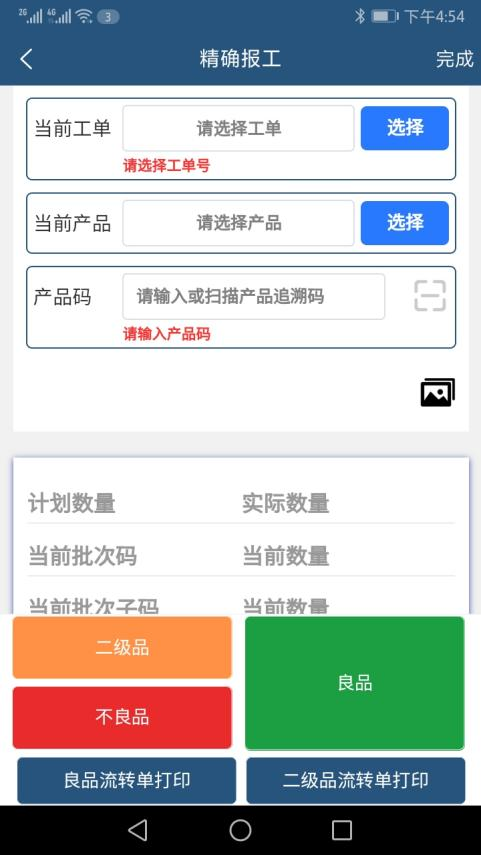 2G 4G 3 下午4:54
精确报工 完成
当前工单 请选择工单 选择
请选择工单号
当前产品 请选择产品 选择
产品码 请输入或扫描产品追溯码
请输入产品码
计划数量 实际数量
当前批次码 当前数量
当前批次子码 当前数量
二级品
良品
不良品
良品流转单打印 二级品流转单打印